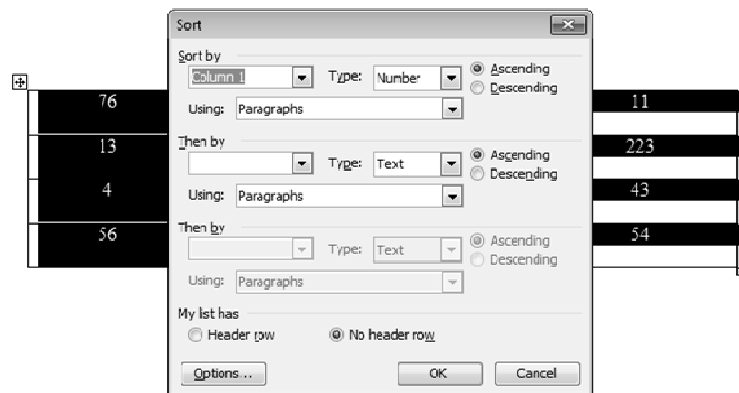 Sort
Sort by
Column 1 Type: Number Ascending
Descending
Using: Paragraphs
Then by
Type: Text Ascending
Descending
Using: Paragraphs
Then by
Type: Text Ascending
Descending
Using: Paragraphs
My list has
Header row No header row
Options... OK Cancel
76 11
13 223
4 43
56 54